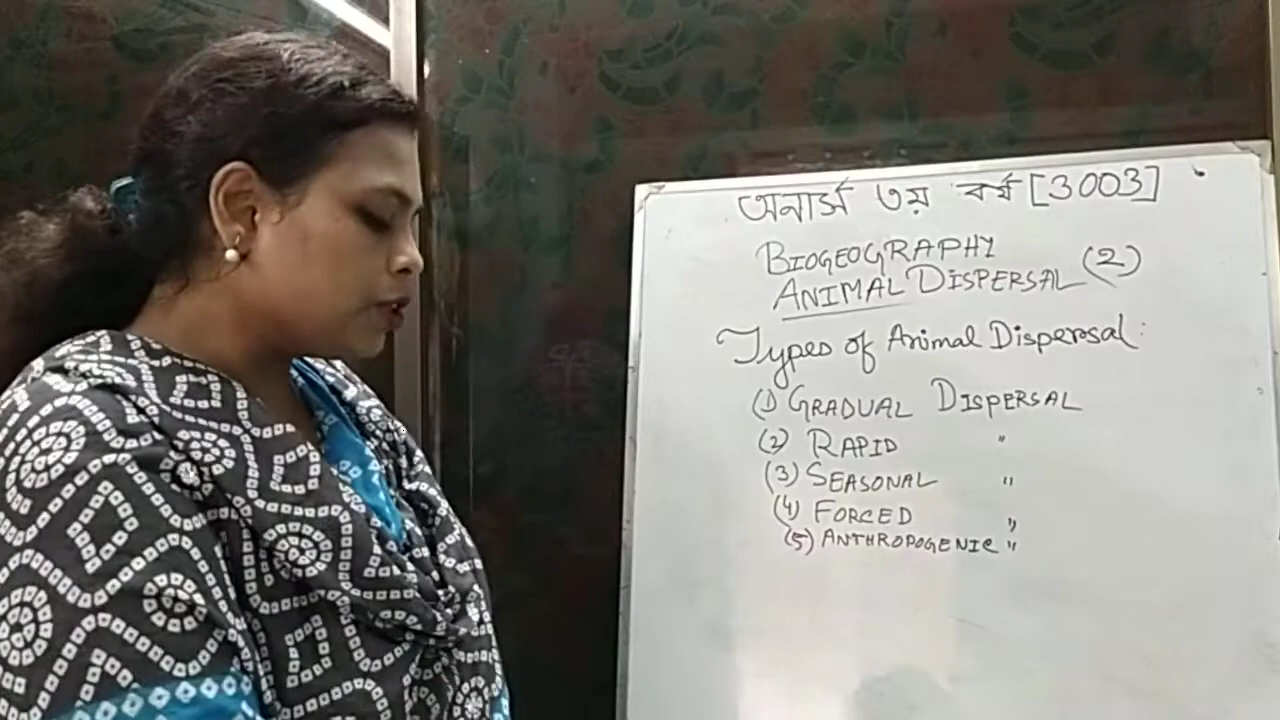 অনার্স ৩য় বর্ষ [3003]
BIOGEOGRAPHY
ANIMAL DISPERSAL (2)
Types of Animal Dispersal:
(1) GRADUAL DISPERSAL
(2) RAPID "
(3) SEASONAL "
(4) FORCED "
(5) ANTHROPOGENIC "